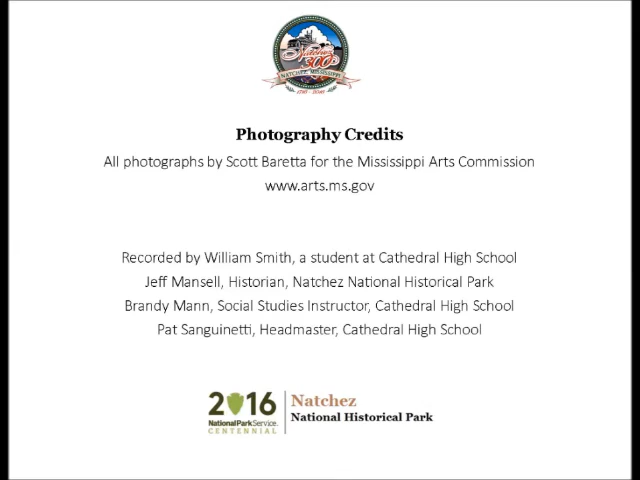 Natchez
300
NATCHEZ, MISSISSIPPI
1716 - 2016
Photography Credits
All photographs by Scott Baretta for the Mississippi Arts Commission
www.arts.ms.gov
Recorded by William Smith, a student at Cathedral High School
Jeff Mansell, Historian, Natchez National Historical Park
Brandy Mann, Social Studies Instructor, Cathedral High School
Pat Sanguinetti, Headmaster, Cathedral High School
2016
National Park Service
CENTENNIAL
Natchez
National Historical Park